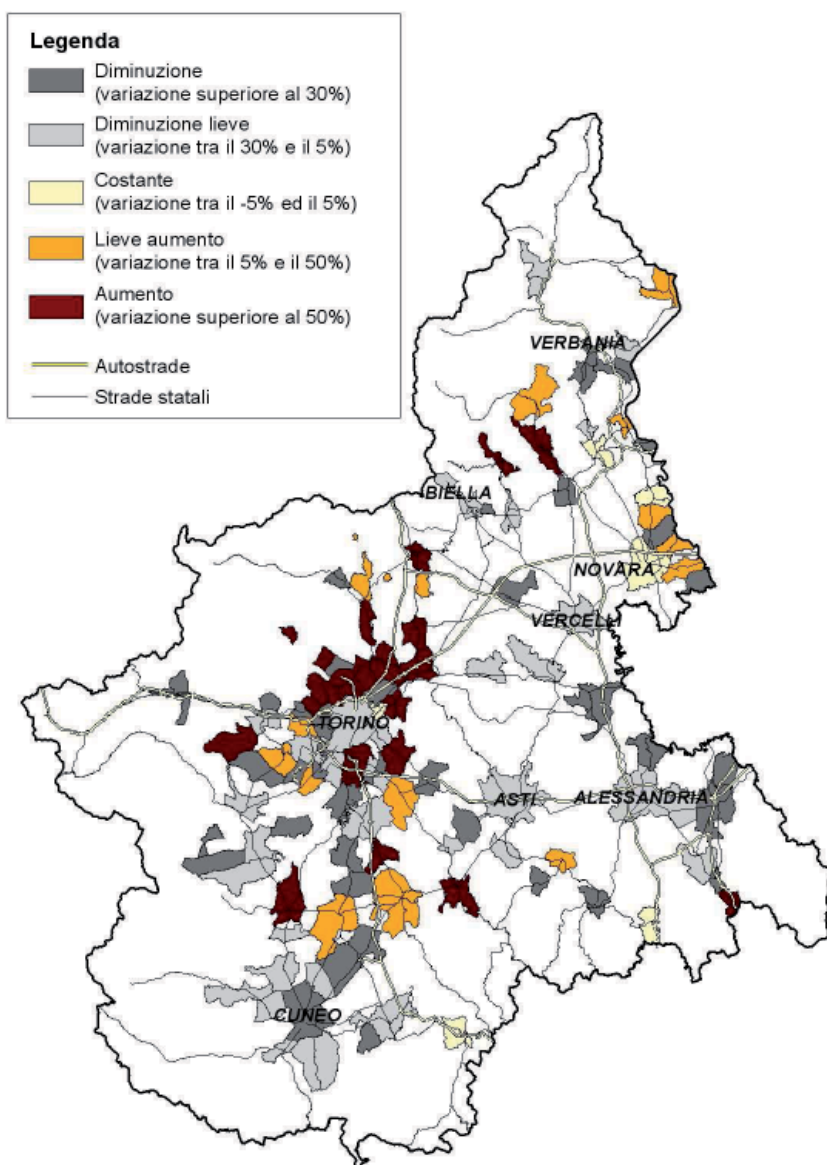 Legenda
Diminuzione
(variazione superiore al 30%)
Diminuzione lieve
(variazione tra il 30% e il 5%)
Costante
(variazione tra il -5% ed il 5%)
Lieve aumento
(variazione tra il 5% e il 50%)
Aumento
(variazione superiore al 50%)
Autostrade
Strade statali
VERBANIA
BIELLA
NOVARA
VERCELLI
TORINO
ASTI
ALESSANDRIA
CUNEO